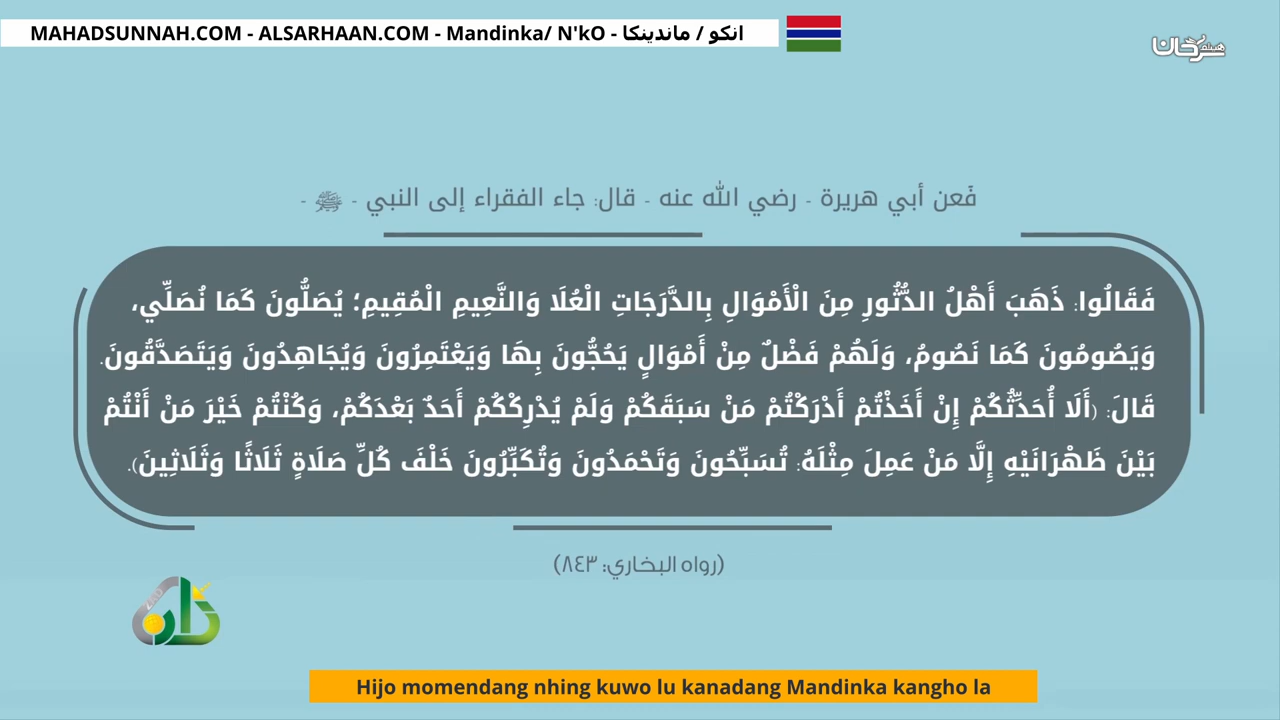 MAHADSUNNAH.COM - ALSARHAAN.COM - Mandinka/ N'kO - انكو / ماندينكا
هيثم سرحان
فَعن أبي هريرة - رضي الله عنه - قال: جاء الفقراء إلى النبي - ﷺ -
فَقَالُوا: ذَهَبَ أَهْلُ الدُّثُورِ مِنَ الْأَمْوَالِ بِالدَّرَجَاتِ الْعُلَا وَالنَّعِيمِ الْمُقِيمِ؛ يُصَلُّونَ كَمَا نُصَلِّي،
وَيَصُومُونَ كَمَا نَصُومُ، وَلَهُمْ فَضْلٌ مِنْ أَمْوَالٍ يَحُجُّونَ بِهَا وَيَعْتَمِرُونَ وَيُجَاهِدُونَ وَيَتَصَدَّقُونَ.
قَالَ: (أَلَا أُحَدِّثُكُمْ إِنْ أَخَذْتُمْ أَدْرَكْتُمْ مَنْ سَبَقَكُمْ وَلَمْ يُدْرِكْكُمْ أَحَدٌ بَعْدَكُمْ، وَكُنْتُمْ خَيْرَ مَنْ أَنْتُمْ
بَيْنَ ظَهْرَانَيْهِ إِلَّا مَنْ عَمِلَ مِثْلَهُ: تُسَبِّحُونَ وَتَحْمَدُونَ وَتُكَبِّرُونَ خَلْفَ كُلِّ صَلَاةٍ ثَلَاثًا وَثَلَاثِينَ).
(رواه البخاري: ٨٤٣)
Hijo momendang nhing kuwo lu kanadang Mandinka kangho la